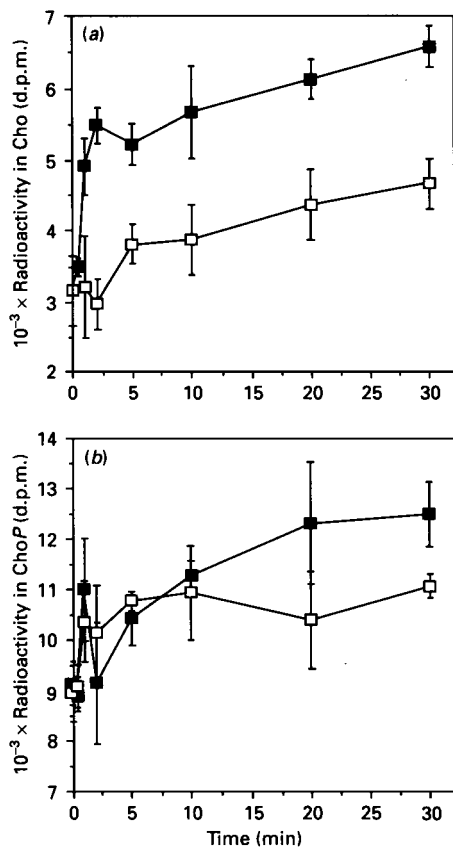 (a)
10⁻³ × Radioactivity in Cho (d.p.m.)
7
6
5
4
3
2
0 5 10 15 20 25 30
(b)
10⁻³ × Radioactivity in ChoP (d.p.m.)
14
13
12
11
10
9
8
7
0 5 10 15 20 25 30
Time (min)